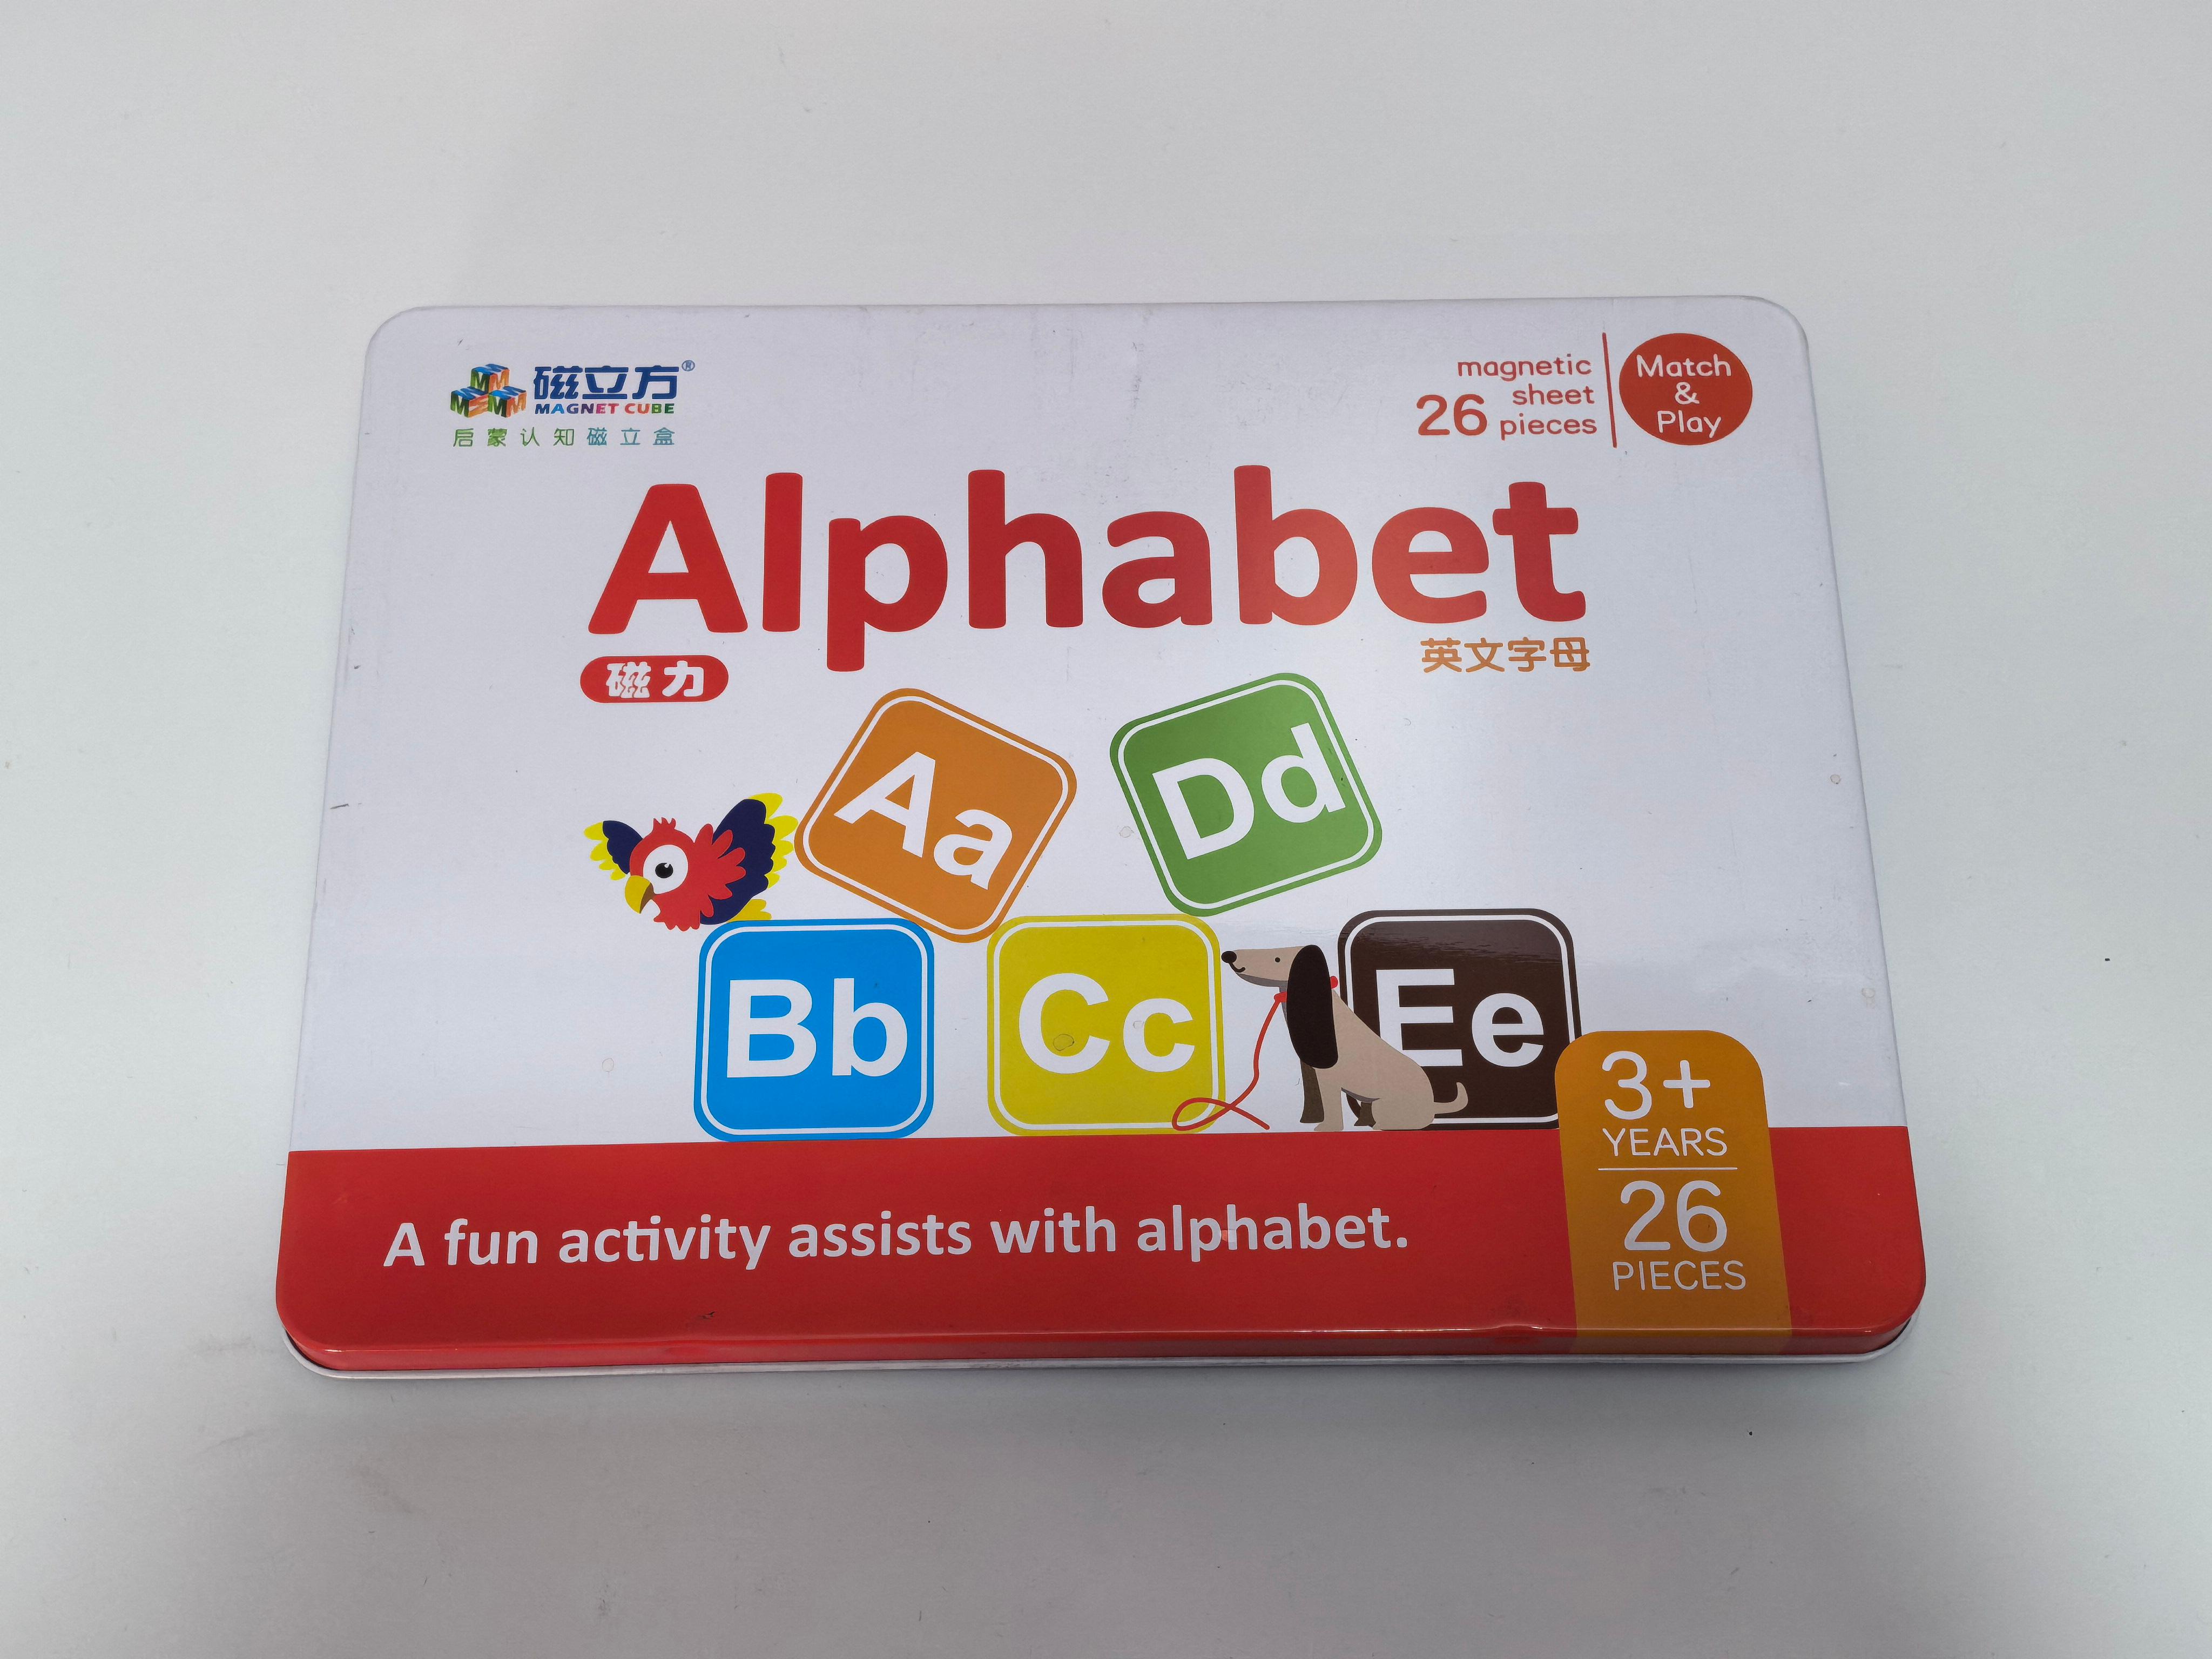 磁立方®
MAGNET CUBE
启蒙认知磁立盒
magnetic
sheet
26 pieces
Match
&
Play
Alphabet
磁力
英文字母
Aa
Dd
Bb
Cc
Ee
3+
YEARS
26
PIECES
A fun activity assists with alphabet.